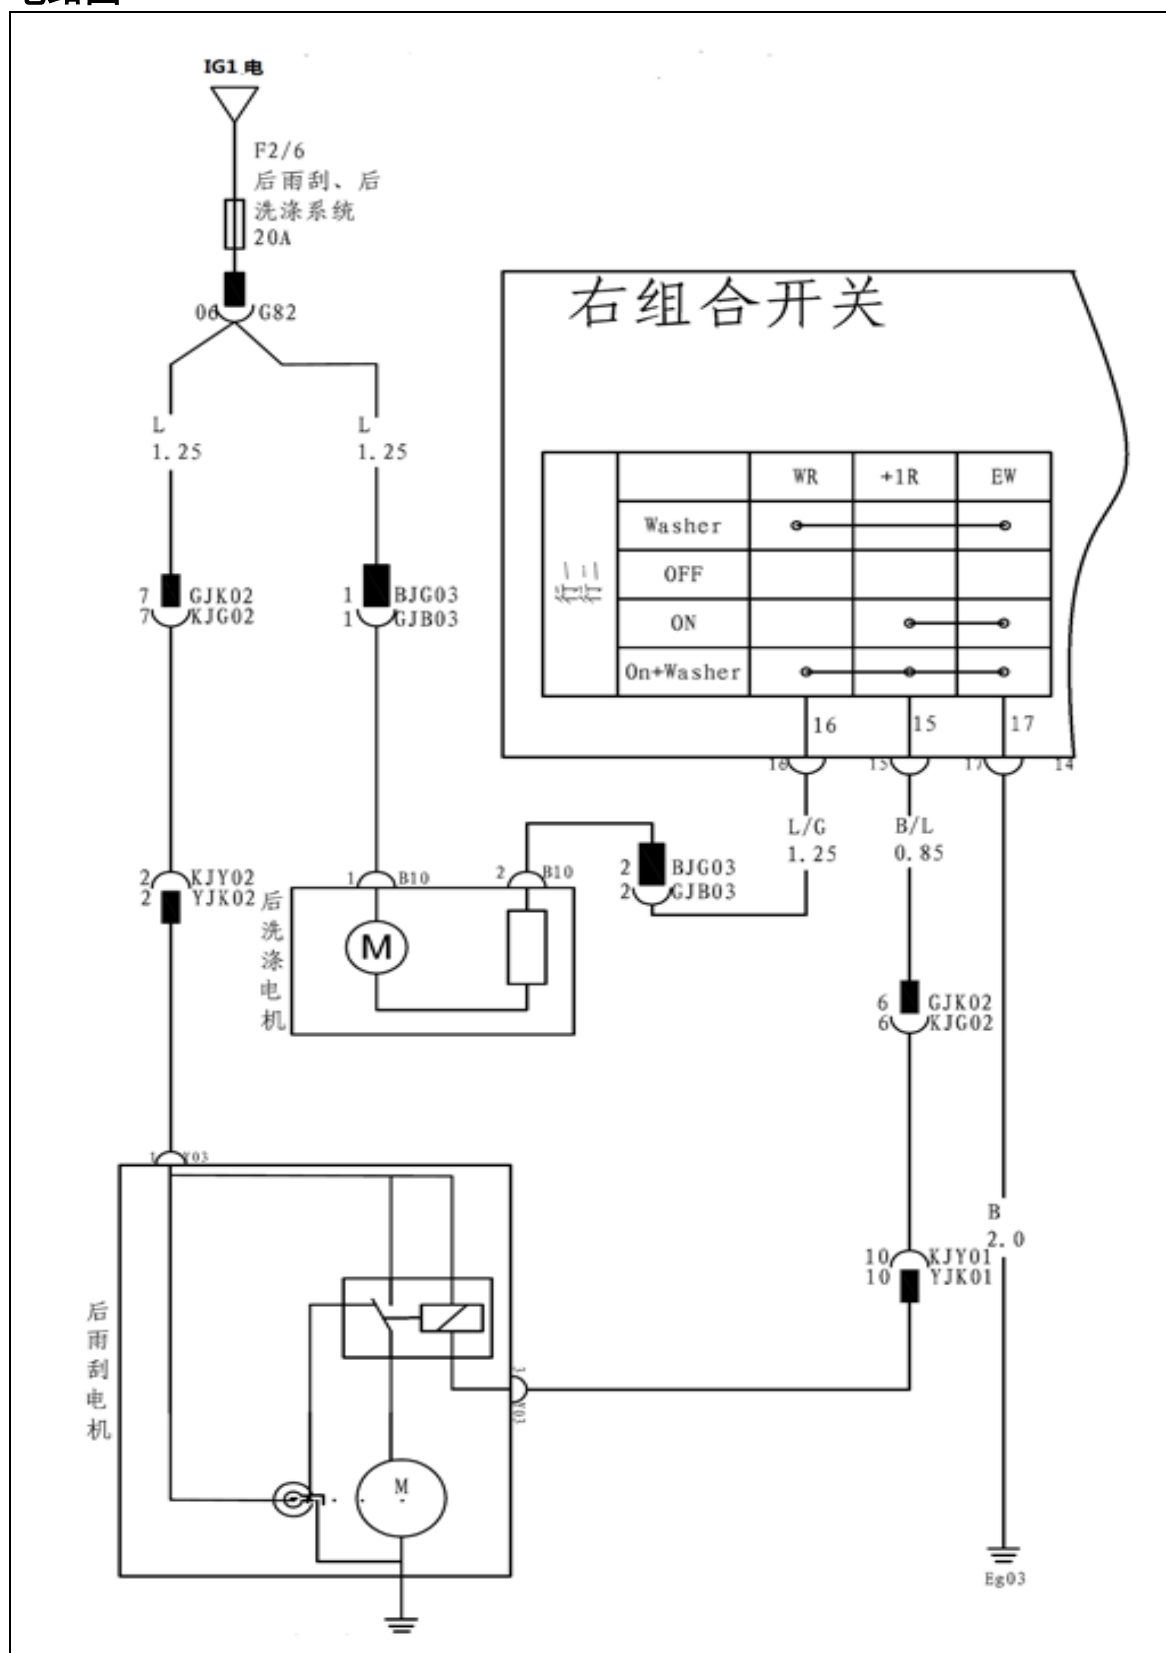 IG1 电
F2/6
后雨刮、后
洗涤系统
20A
06 G82
右组合开关
L
1.25
L
1.25
WR +1R EW
Washer
OFF
ON
On+Washer
7 GJK02
7 KJG02
1 BJG03
1 GJB03
16 15 17
16 15 17 14
L/G
1.25
B/L
0.85
2 BJG03
2 GJB03
2 KJY02
2 YJK02
1 B10
2 B10
后洗涤电机
M
6 GJK02
6 KJG02
1 Y03
B
2.0
10 KJY01
10 YJK01
后雨刮电机
3
Y03
M
Eg03